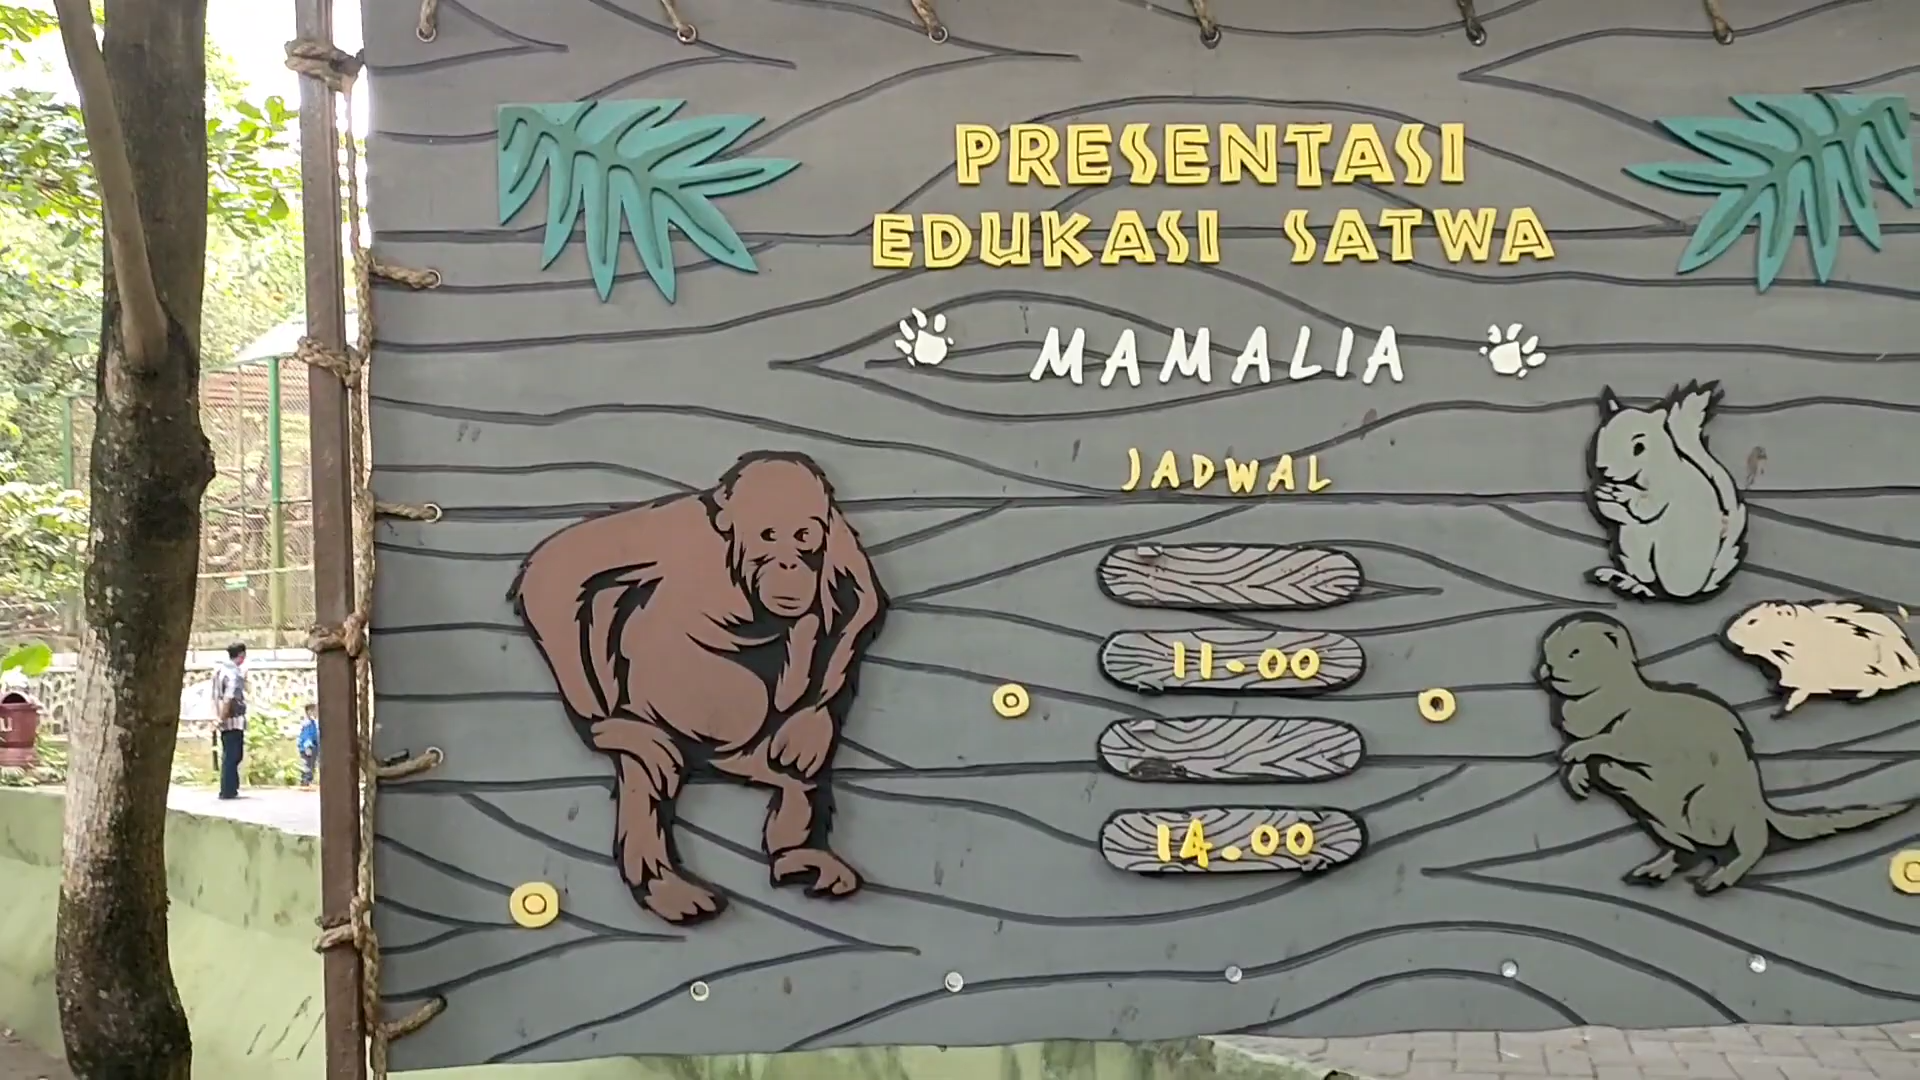 PRESENTASI
EDUKASI SATWA
MAMALIA
JADWAL
11-00
14.00